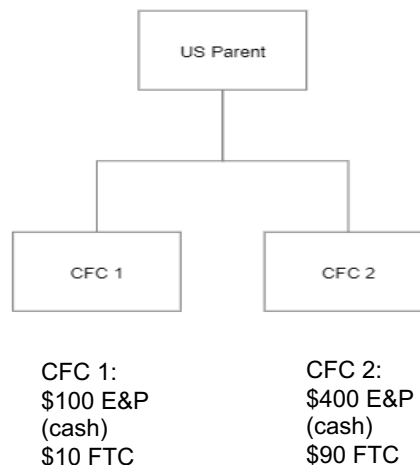 US Parent
CFC 1
CFC 2
CFC 1:
$100 E&P
(cash)
$10 FTC
CFC 2:
$400 E&P
(cash)
$90 FTC